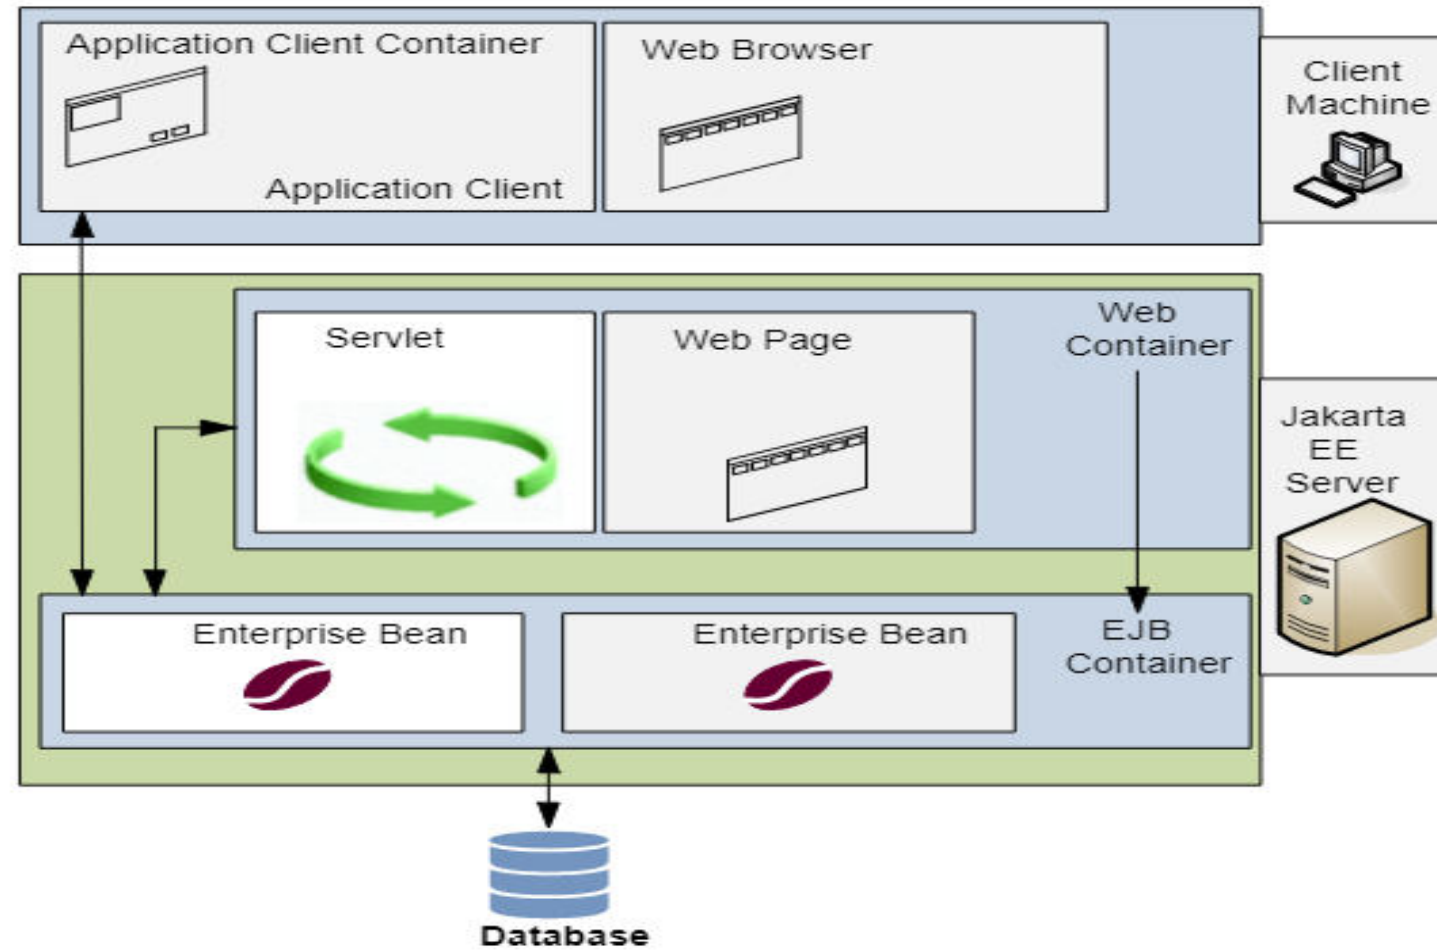 Application Client Container
Application Client
Web Browser
Client
Machine
Servlet
Web Page
Web
Container
Jakarta
EE
Server
Enterprise Bean
Enterprise Bean
EJB
Container
Database